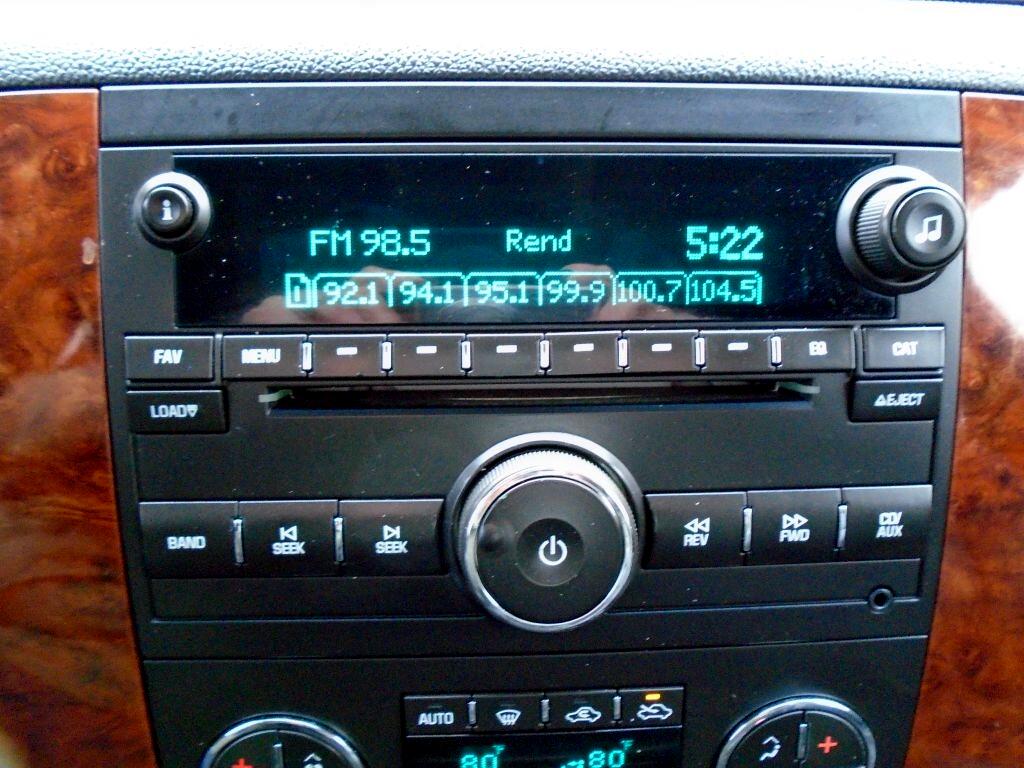 i
FM 98.5 Rend 5:22
1 92.1 94.1 95.1 99.9 100.7 104.5
FAV MENU EQ CAT
LOAD EJECT
BAND SEEK SEEK REV FWD CD/
AUX
AUTO
80°F 80°F